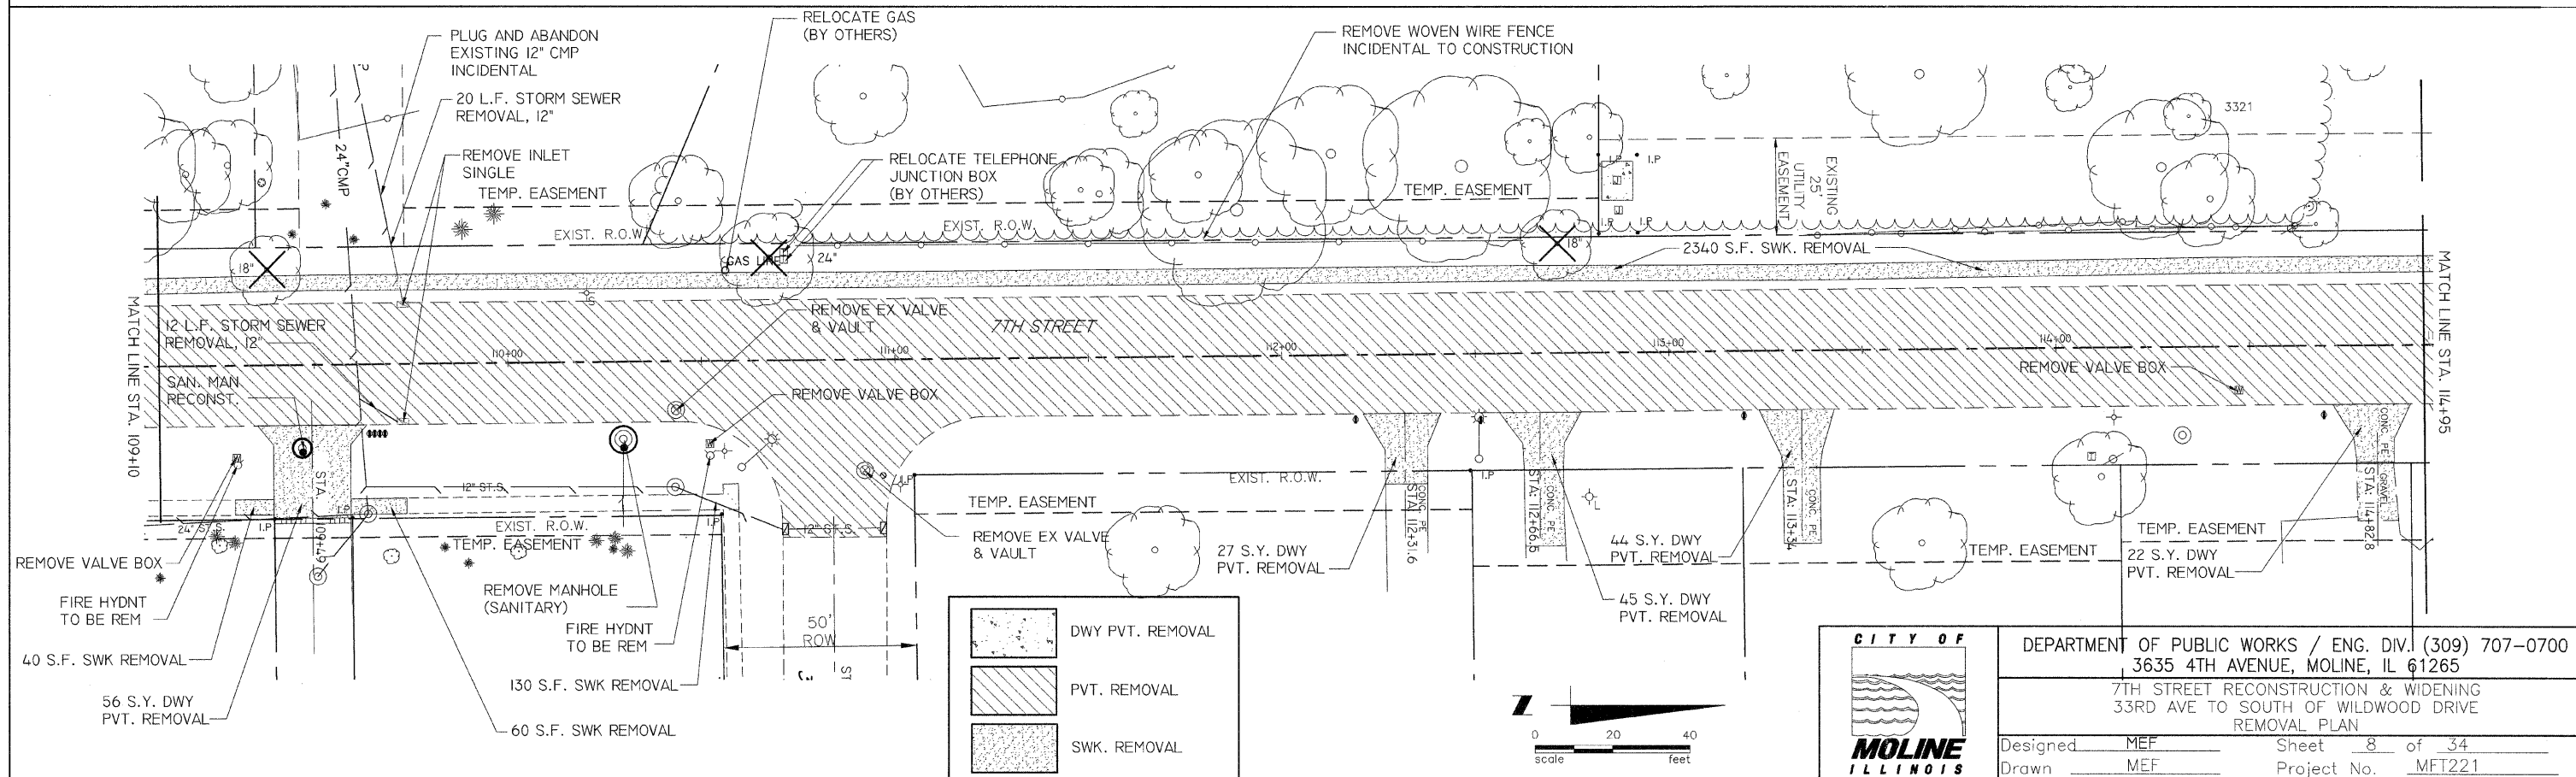 RELOCATE GAS
(BY OTHERS)
PLUG AND ABANDON
EXISTING 12" CMP
INCIDENTAL
REMOVE WOVEN WIRE FENCE
INCIDENTAL TO CONSTRUCTION
20 L.F. STORM SEWER
REMOVAL, 12"
24"CMP
REMOVE INLET
SINGLE
TEMP. EASEMENT
RELOCATE TELEPHONE
JUNCTION BOX
(BY OTHERS)
TEMP. EASEMENT
I.P
I.P
I.P
I.P
EXISTING
25'
UTILITY
EASEMENT
3321
EXIST. R.O.W.
EXIST. R.O.W.
18"
GAS LINE
24"
18"
2340 S.F. SWK. REMOVAL
MATCH LINE STA. 109+10
MATCH LINE STA. 114+95
S
12 L.F. STORM SEWER
REMOVAL, 12"
REMOVE EX VALVE
& VAULT
7TH STREET
110+00
111+00
112+00
113+00
114+00
SAN. MAN
RECONST.
REMOVE VALVE BOX
REMOVE VALVE BOX
STA. 109+49
12" ST.S.
24" ST.S.
I.P
I.P
I.P
I.P
I.P
EXIST. R.O.W.
TEMP. EASEMENT
12" ST.S.
TEMP. EASEMENT
EXIST. R.O.W.
REMOVE EX VALVE
& VAULT
CONC. PE
STA: 112+31.6
STA: 112+66.5
CONC. PE
L
STA: 113+34
CONC. PE
CONC. PE
GRAVEL
STA: 114+82.8
TEMP. EASEMENT
TEMP. EASEMENT
REMOVE VALVE BOX
FIRE HYDNT
TO BE REM
40 S.F. SWK REMOVAL
56 S.Y. DWY
PVT. REMOVAL
60 S.F. SWK REMOVAL
REMOVE MANHOLE
(SANITARY)
FIRE HYDNT
TO BE REM
130 S.F. SWK REMOVAL
50'
ROW
ST
27 S.Y. DWY
PVT. REMOVAL
45 S.Y. DWY
PVT. REMOVAL
44 S.Y. DWY
PVT. REMOVAL
22 S.Y. DWY
PVT. REMOVAL
DWY PVT. REMOVAL
PVT. REMOVAL
SWK. REMOVAL
Z
0 20 40
scale feet
CITY OF
MOLINE
ILLINOIS
DEPARTMENT OF PUBLIC WORKS / ENG. DIV. (309) 707-0700
3635 4TH AVENUE, MOLINE, IL 61265
7TH STREET RECONSTRUCTION & WIDENING
33RD AVE TO SOUTH OF WILDWOOD DRIVE
REMOVAL PLAN
Designed MEF Sheet 8 of 34
Drawn MEF Project No. MFT221